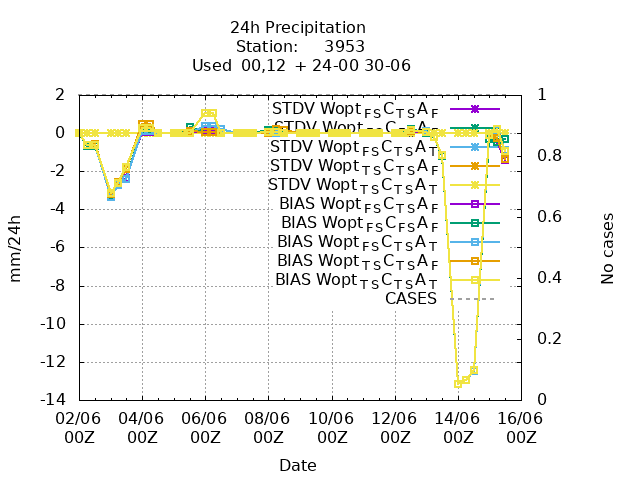 24h Precipitation
Station: 3953
Used 00,12 + 24-00 30-06
2
0
-2
-4
-6
-8
-10
-12
-14
mm/24h
1
0.8
0.6
0.4
0.2
0
No cases
STDV Wopt FS C TS A F
STDV Wopt FS C FS A F
STDV Wopt FS C TS A T
STDV Wopt TS C TS A F
STDV Wopt TS C TS A T
BIAS Wopt FS C TS A F
BIAS Wopt FS C FS A F
BIAS Wopt FS C TS A T
BIAS Wopt TS C TS A F
BIAS Wopt TS C TS A T
CASES
02/06 04/06 06/06 08/06 10/06 12/06 14/06 16/06
00Z 00Z 00Z 00Z 00Z 00Z 00Z 00Z
Date